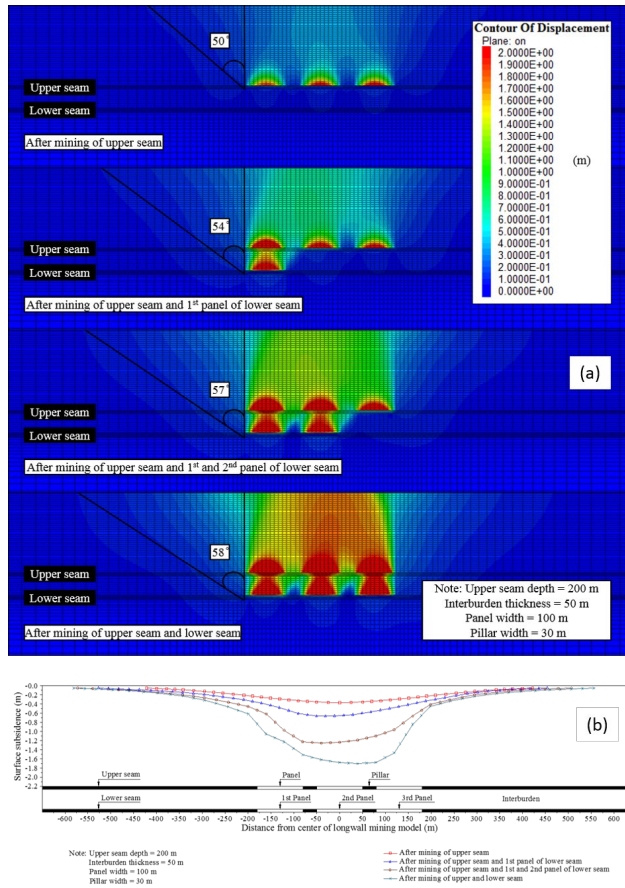 50°
Upper seam
Lower seam
After mining of upper seam
Contour Of Displacement
Plane: on
2.0000E+00
1.9000E+00
1.8000E+00
1.7000E+00
1.6000E+00
1.5000E+00
1.4000E+00
1.3000E+00
1.2000E+00
1.1000E+00
1.0000E+00
9.0000E-01
8.0000E-01
7.0000E-01
6.0000E-01
5.0000E-01
4.0000E-01
3.0000E-01
2.0000E-01
1.0000E-01
0.0000E+00
(m)
54°
Upper seam
Lower seam
After mining of upper seam and 1st panel of lower seam
(a)
57°
Upper seam
Lower seam
After mining of upper seam and 1st and 2nd panel of lower seam
58°
Upper seam
Lower seam
After mining of upper seam and lower seam
Note: Upper seam depth = 200 m
Interburden thickness = 50 m
Panel width = 100 m
Pillar width = 30 m
(b)
Surface subsidence (m)
-0.0
-0.2
-0.4
-0.6
-0.8
-1.0
-1.2
-1.4
-1.6
-1.8
-2.0
-2.2
Upper seam Panel Pillar
Lower seam 1st Panel 2nd Panel 3rd Panel Interburden
-600 -550 -500 -450 -400 -350 -300 -250 -200 -150 -100 -50 0 50 100 150 200 250 300 350 400 450 500 550 600
Distance from center of longwall mining model (m)
Note: Upper seam depth = 200 m
Interburden thickness = 50 m
Panel width = 100 m
Pillar width = 30 m
After mining of upper seam
After mining of upper seam and 1st panel of lower seam
After mining of upper seam and 1st and 2nd panel of lower seam
After mining of upper and lower seam